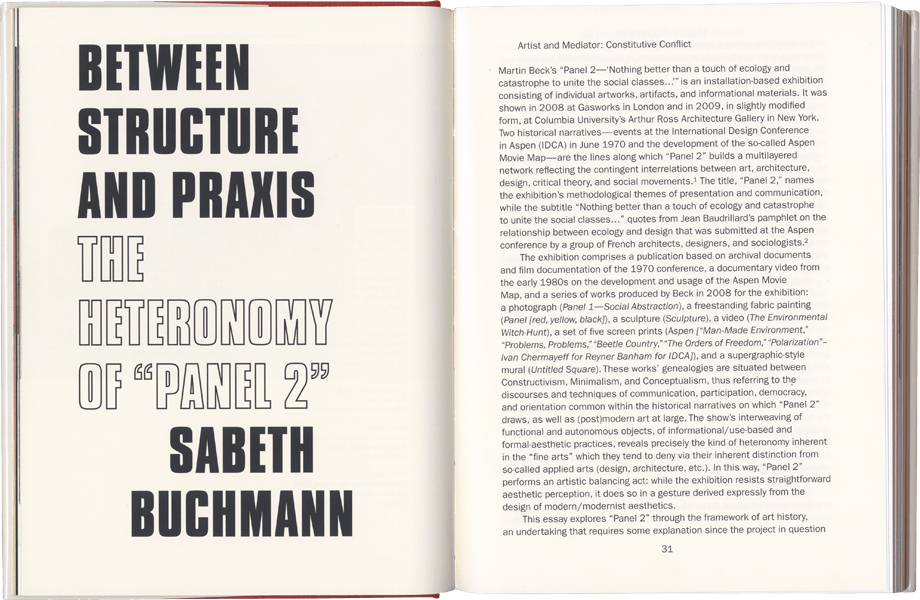 BETWEEN
STRUCTURE
AND PRAXIS
THE
HETERONOMY
OF “PANEL 2”
SABETH
BUCHMANN
Artist and Mediator: Constitutive Conflict
Martin Beck’s “Panel 2—‘Nothing better than a touch of ecology and
catastrophe to unite the social classes…’” is an installation-based exhibition
consisting of individual artworks, artifacts, and informational materials. It was
shown in 2008 at Gasworks in London and in 2009, in slightly modified
form, at Columbia University’s Arthur Ross Architecture Gallery in New York.
Two historical narratives—events at the International Design Conference
in Aspen (IDCA) in June 1970 and the development of the so-called Aspen
Movie Map—are the lines along which “Panel 2” builds a multilayered
network reflecting the contingent interrelations between art, architecture,
design, critical theory, and social movements.¹ The title, “Panel 2,” names
the exhibition’s methodological themes of presentation and communication,
while the subtitle “Nothing better than a touch of ecology and catastrophe
to unite the social classes…” quotes from Jean Baudrillard’s pamphlet on the
relationship between ecology and design that was submitted at the Aspen
conference by a group of French architects, designers, and sociologists.²
The exhibition comprises a publication based on archival documents
and film documentation of the 1970 conference, a documentary video from
the early 1980s on the development and usage of the Aspen Movie
Map, and a series of works produced by Beck in 2008 for the exhibition:
a photograph (Panel 1—Social Abstraction), a freestanding fabric painting
(Panel [red, yellow, black]), a sculpture (Sculpture), a video (The Environmental
Witch-Hunt), a set of five screen prints (Aspen [“Man-Made Environment,”
“Problems, Problems,” “Beetle Country,” “The Orders of Freedom,” “Polarization”–
Ivan Chermayeff for Reyner Banham for IDCA]), and a supergraphic-style
mural (Untitled Square). These works’ genealogies are situated between
Constructivism, Minimalism, and Conceptualism, thus referring to the
discourses and techniques of communication, participation, democracy,
and orientation common within the historical narratives on which “Panel 2”
draws, as well as (post)modern art at large. The show’s interweaving of
functional and autonomous objects, of informational/use-based and
formal-aesthetic practices, reveals precisely the kind of heteronomy inherent
in the “fine arts” which they tend to deny via their inherent distinction from
so-called applied arts (design, architecture, etc.). In this way, “Panel 2”
performs an artistic balancing act: while the exhibition resists straightforward
aesthetic perception, it does so in a gesture derived expressly from the
design of modern/modernist aesthetics.
This essay explores “Panel 2” through the framework of art history,
an undertaking that requires some explanation since the project in question
31